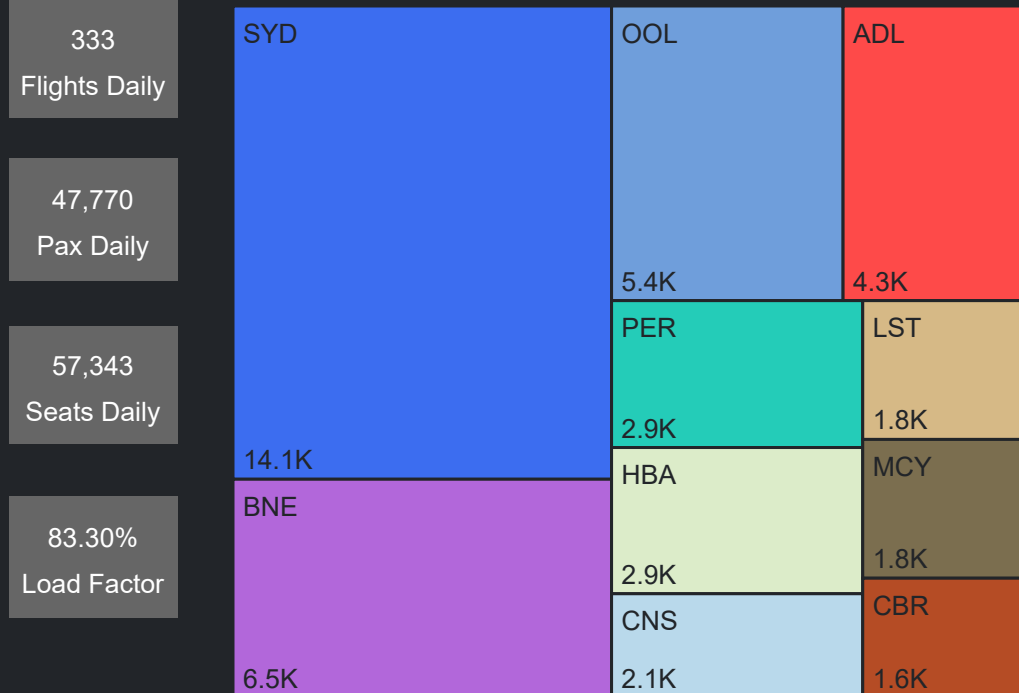 333
Flights Daily
47,770
Pax Daily
57,343
Seats Daily
83.30%
Load Factor
SYD
14.1K
BNE
6.5K
OOL
5.4K
ADL
4.3K
PER
2.9K
HBA
2.9K
CNS
2.1K
LST
1.8K
MCY
1.8K
CBR
1.6K